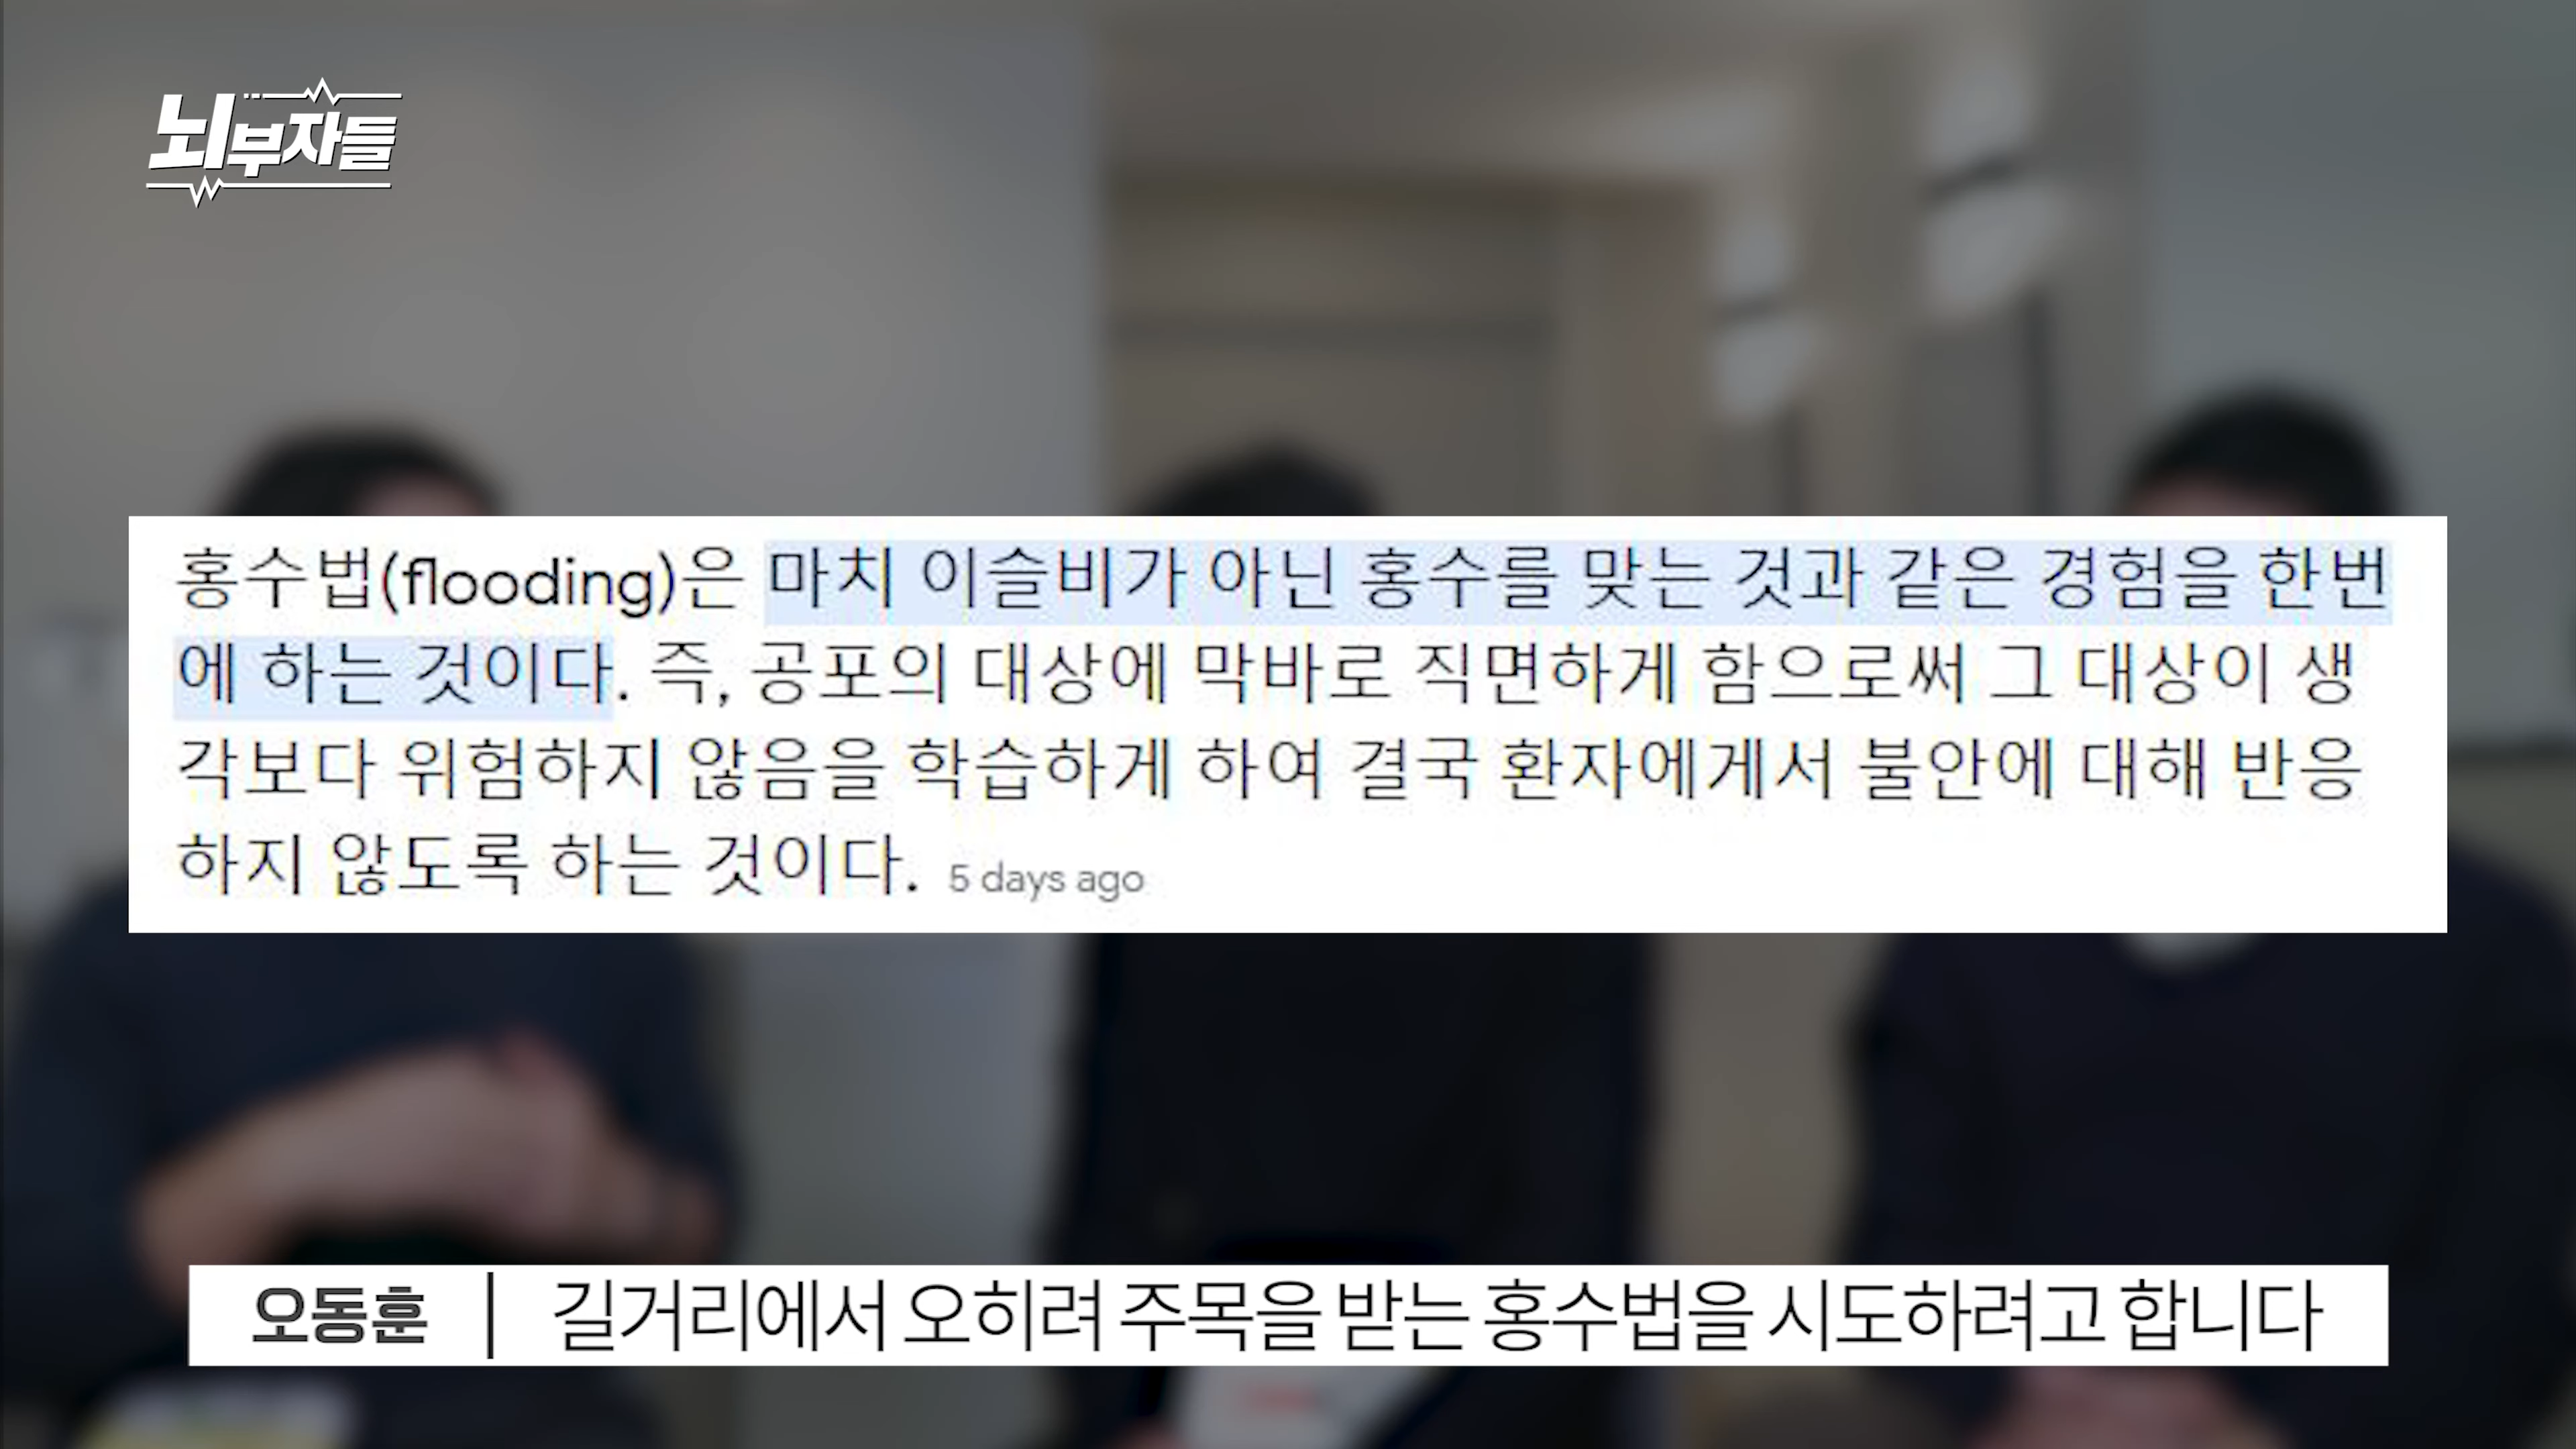 뇌부자들
홍수법(flooding)은 마치 이슬비가 아닌 홍수를 맞는 것과 같은 경험을 한번
에 하는 것이다. 즉, 공포의 대상에 막바로 직면하게 함으로써 그 대상이 생
각보다 위험하지 않음을 학습하게 하여 결국 환자에게서 불안에 대해 반응
하지 않도록 하는 것이다. 5 days ago
오동훈 | 길거리에서 오히려 주목을 받는 홍수법을 시도하려고 합니다